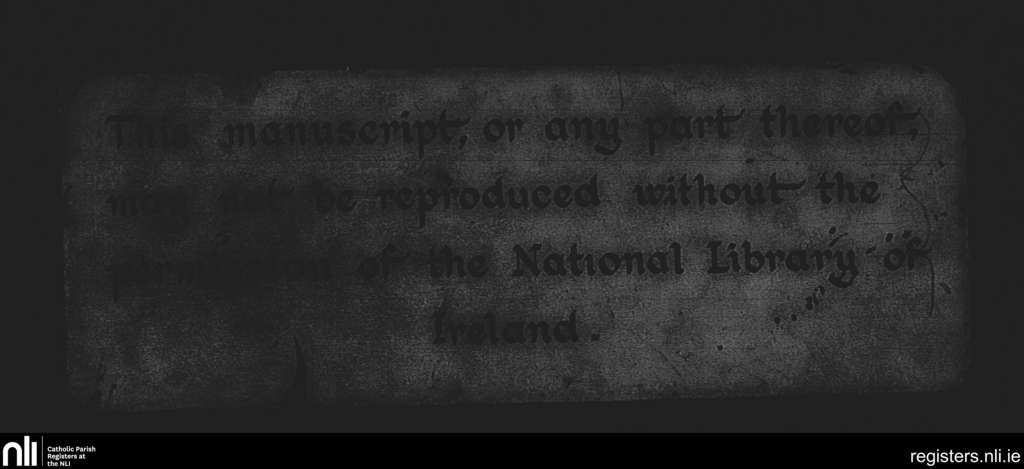 This manuscript, or any part thereof,
may not be reproduced without the
permission of the National Library of
Ireland.
nli
Catholic Parish
Registers at
the NLI
registers.nli.ie